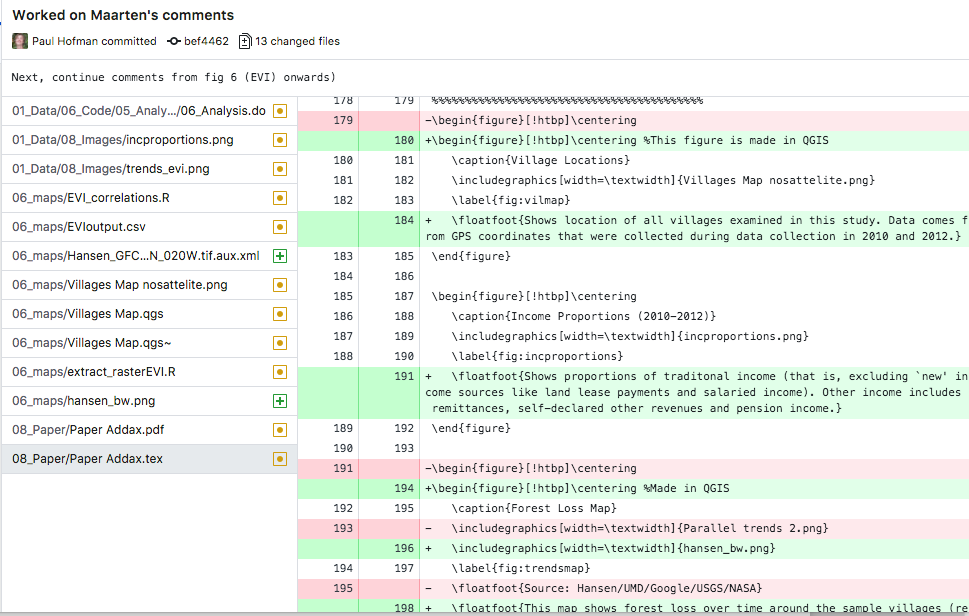 Worked on Maarten's comments
Paul Hofman committed bef4462 13 changed files
Next, continue comments from fig 6 (EVI) onwards)
01_Data/06_Code/05_Analy.../06_Analysis.do
01_Data/08_Images/incproportions.png
01_Data/08_Images/trends_evi.png
06_maps/EVI_correlations.R
06_maps/EVIoutput.csv
06_maps/Hansen_GFC...N_020W.tif.aux.xml
06_maps/Villages Map nosattelite.png
06_maps/Villages Map.qgs
06_maps/Villages Map.qgs~
06_maps/extract_rasterEVI.R
06_maps/hansen_bw.png
08_Paper/Paper Addax.pdf
08_Paper/Paper Addax.tex
178 179 %%%%%%%%%%%%%%%%%%%%%%%%%%%%%%%%%%%%%%%%%
179 -\begin{figure}[!htbp]\centering
180 +\begin{figure}[!htbp]\centering %This figure is made in QGIS
180 181 \caption{Village Locations}
181 182 \includegraphics[width=\textwidth]{Villages Map nosattelite.png}
182 183 \label{fig:vilmap}
184 + \floatfoot{Shows location of all villages examined in this study. Data comes f
rom GPS coordinates that were collected during data collection in 2010 and 2012.}
183 185 \end{figure}
184 186
185 187 \begin{figure}[!htbp]\centering
186 188 \caption{Income Proportions (2010-2012)}
187 189 \includegraphics[width=\textwidth]{incproportions.png}
188 190 \label{fig:incproportions}
191 + \floatfoot{Shows proportions of traditonal income (that is, excluding `new' in
come sources like land lease payments and salaried income). Other income includes
remittances, self-declared other revenues and pension income.}
189 192 \end{figure}
190 193
191 -\begin{figure}[!htbp]\centering
194 +\begin{figure}[!htbp]\centering %Made in QGIS
192 195 \caption{Forest Loss Map}
193 - \includegraphics[width=\textwidth]{Parallel trends 2.png}
196 + \includegraphics[width=\textwidth]{hansen_bw.png}
194 197 \label{fig:trendsmap}
195 - \floatfoot{Source: Hansen/UMD/Google/USGS/NASA}
198 + \floatfoot{This map shows forest loss over time around the sample villages (re